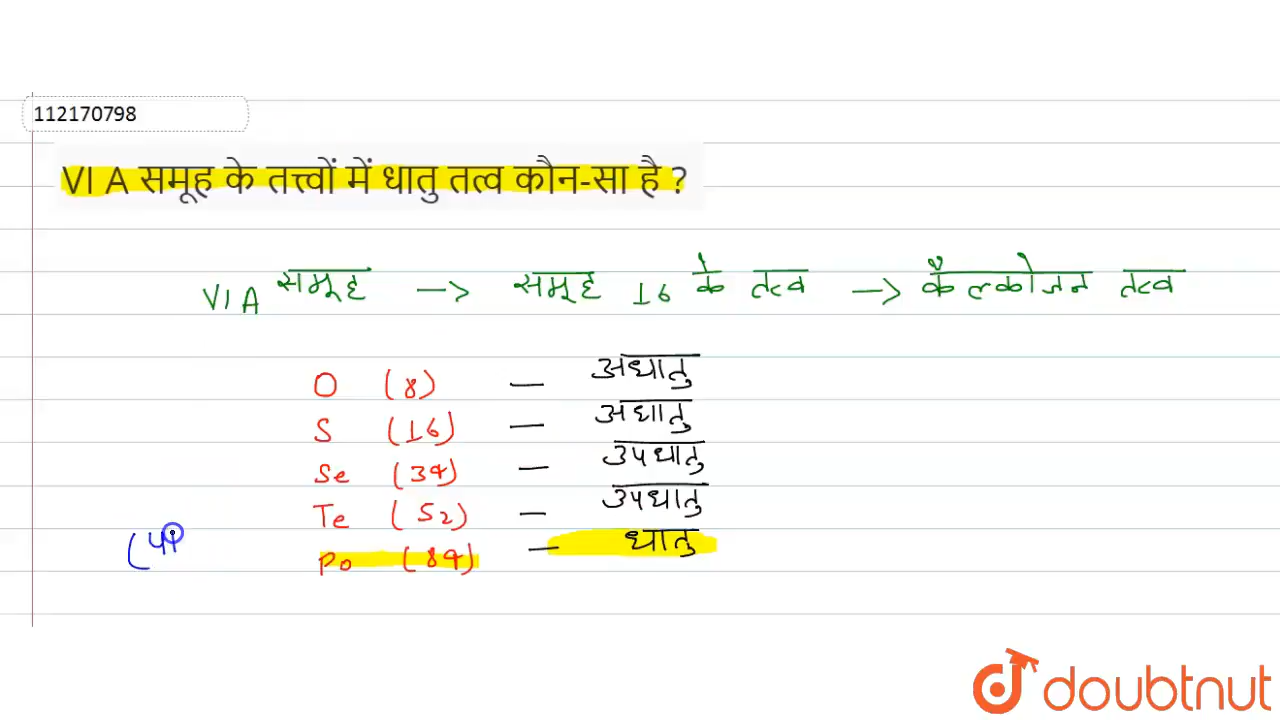 112170798
VI A समूह के तत्त्वों में धातु तत्व कौन-सा है ?
VIA समूह —> समूह 16 के तत्व —> कैल्कोजन तत्व
O (8) — अधातु
S (16) — अधातु
Se (34) — उपधातु
Te (52) — उपधातु
(पो
Po (84) — धातु
doubtnut